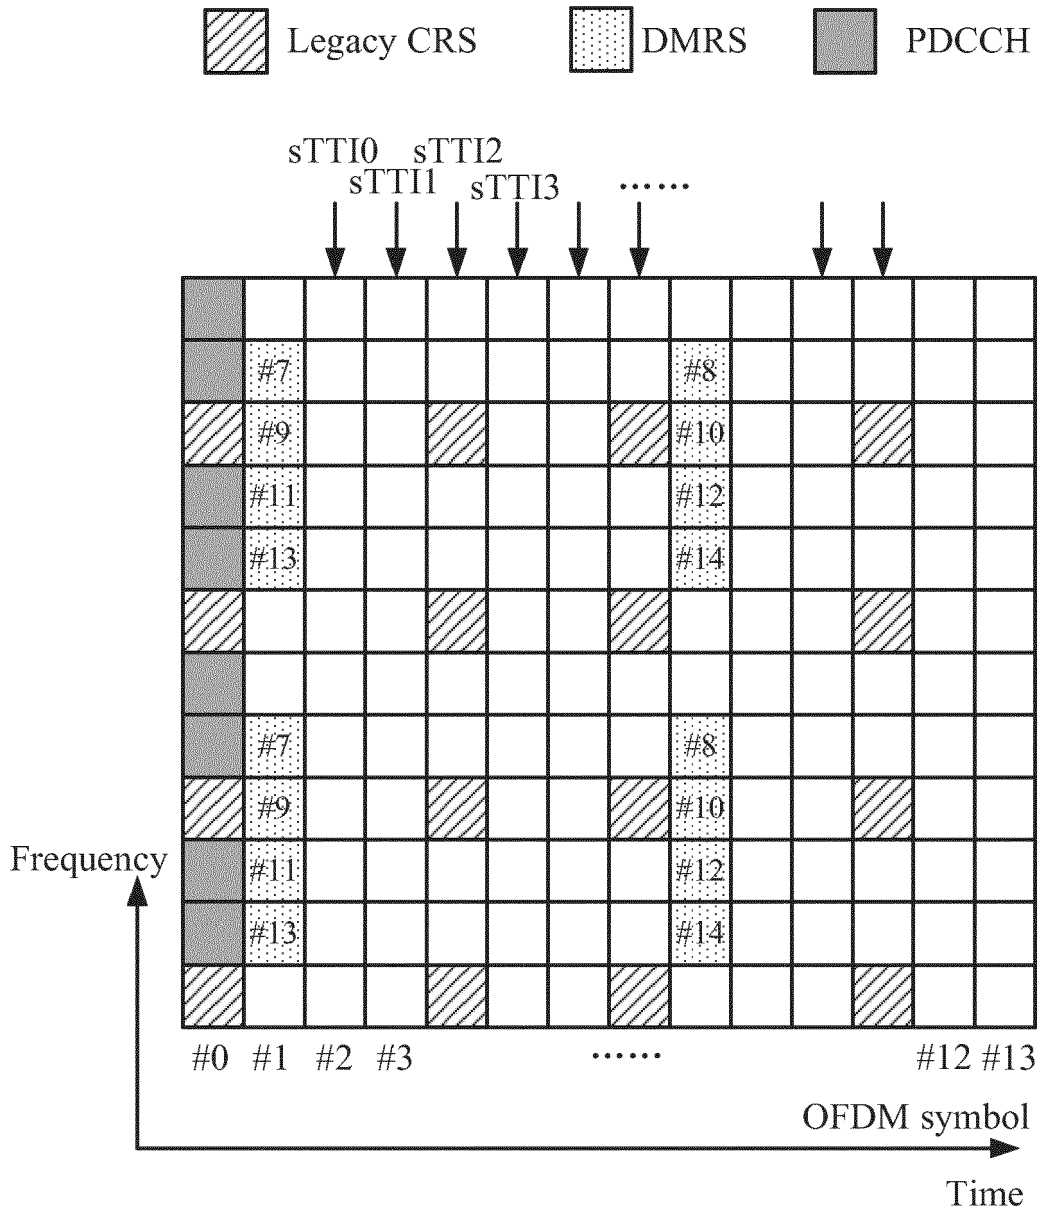 Legacy CRS DMRS PDCCH
sTTI0 sTTI2
sTTI1 sTTI3 ······
#7 #8
#9 #10
#11 #12
#13 #14
#7 #8
#9 #10
Frequency #11 #12
#13 #14
#0 #1 #2 #3 ······ #12 #13
OFDM symbol
Time